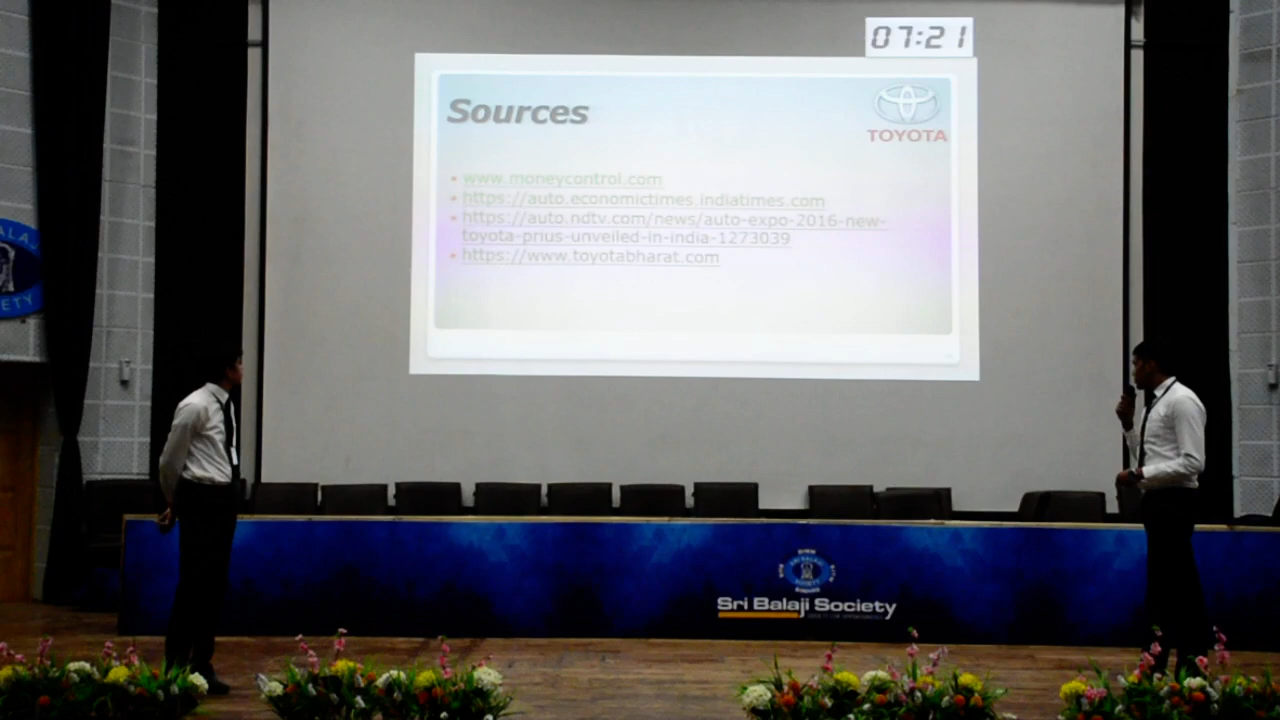 07:21
Sources
TOYOTA
www.moneycontrol.com
https://auto.economictimes.indiatimes.com
https://auto.ndtv.com/news/auto-expo-2016-new-
toyota-prius-unveiled-in-india-1273039
https://www.toyotabharat.com
Sri Balaji Society